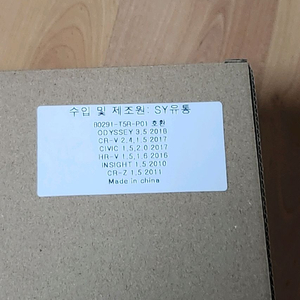 수입 및 제조원: SY유통
80291-T5R-P01 호환
ODYSSEY 3.5 2018
CR-V 2.4,1.5 2017
CIVIC 1.5,2.0 2017
HR-V 1.5,1.6 2016
INSIGHT 1.5 2010
CR-Z 1.5 2011
Made in china